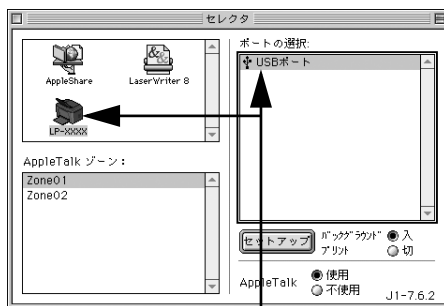 セレクタ
AppleShare
LaserWriter 8
LP-XXXX
AppleTalk ゾーン：
Zone01
Zone02
ポートの選択:
USBポート
セットアップ
バックグラウンド
プリント
入
切
AppleTalk
使用
不使用
J1-7.6.2